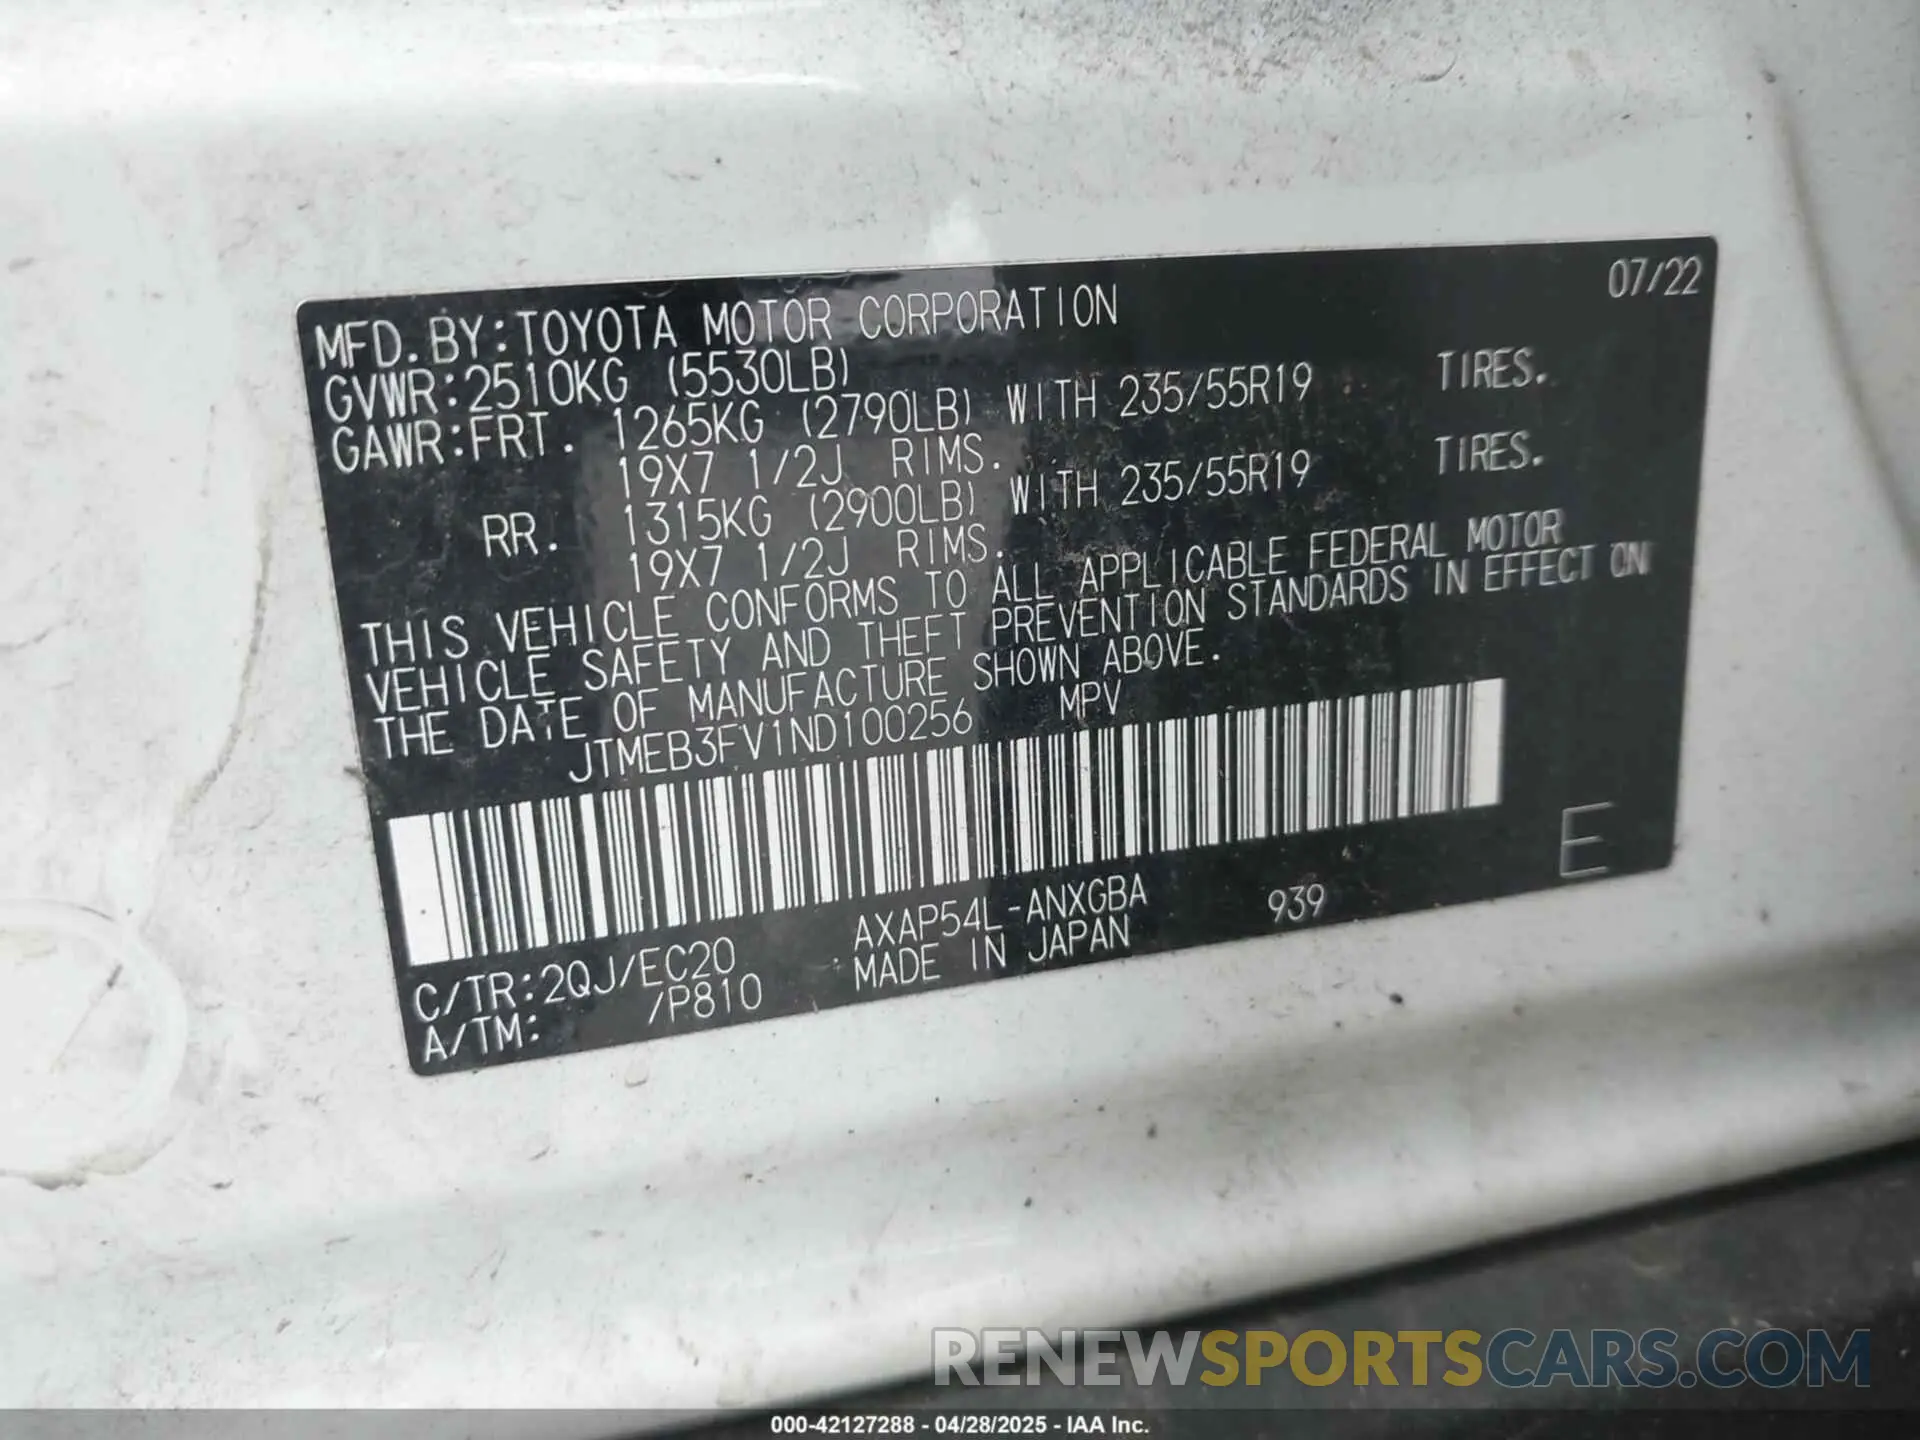 07/22
MFD. BY: TOYOTA MOTOR CORPORATION
GVWR: 2510KG (5530LB)
GAWR: FRT. 1265KG (2790LB) WITH 235/55R19 TIRES.
19X7 1/2J RIMS.
RR. 1315KG (2900LB) WITH 235/55R19 TIRES.
19X7 1/2J RIMS.
THIS VEHICLE CONFORMS TO ALL APPLICABLE FEDERAL MOTOR
VEHICLE SAFETY AND THEFT PREVENTION STANDARDS IN EFFECT ON
THE DATE OF MANUFACTURE SHOWN ABOVE.
JTMEB3FV1ND100256 MPV
E
C/TR: 2QJ/EC20 AXAP54L-ANXGBA 939
A/TM: /P810 MADE IN JAPAN
RENEWSPORTSCARS.COM
000-42127288 - 04/28/2025 - IAA Inc.